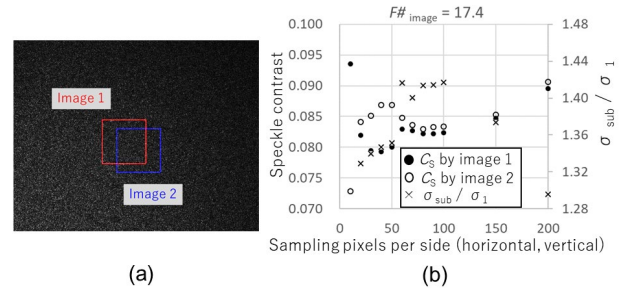 Image 1
Image 2
(a)
F# image = 17.4
Speckle contrast
0.100
0.095
0.090
0.085
0.080
0.075
0.070
1.48
1.44
1.40
1.36
1.32
1.28
σ sub / σ 1
● Cs by image 1
○ Cs by image 2
× σsub / σ1
0 50 100 150 200
Sampling pixels per side (horizontal, vertical)
(b)